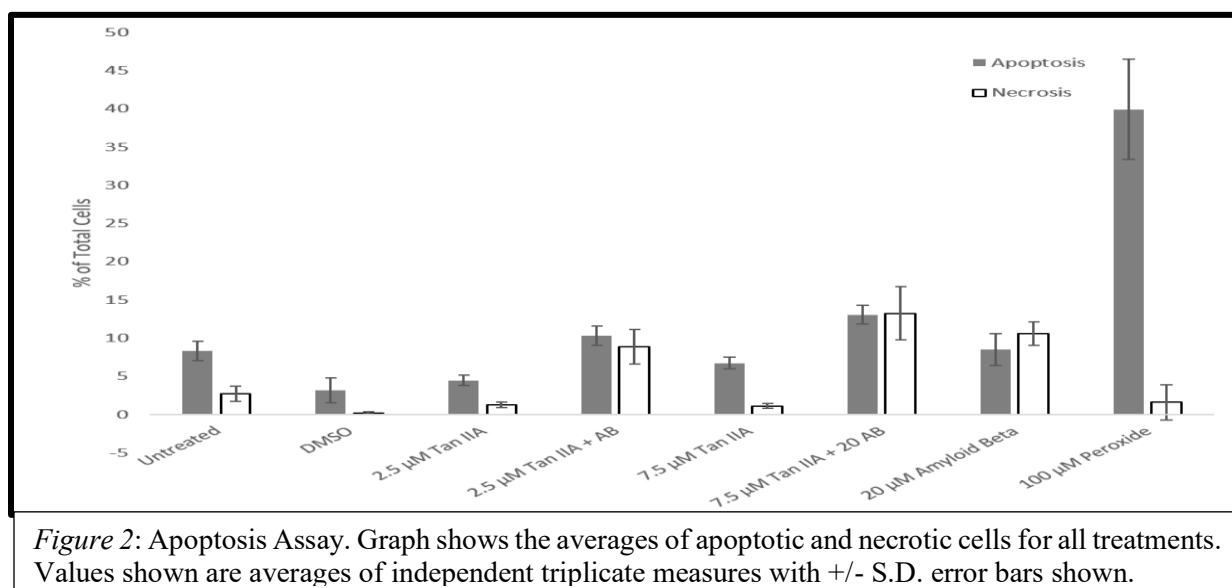 50
45
40
35
30
25
20
15
10
5
0
-5
% of Total Cells
Apoptosis
Necrosis
Untreated
DMSO
2.5 µM Tan IIA
2.5 µM Tan IIA + AB
7.5 µM Tan IIA
7.5 µM Tan IIA + 20 AB
20 µM Amyloid Beta
100 µM Peroxide
Figure 2: Apoptosis Assay. Graph shows the averages of apoptotic and necrotic cells for all treatments.
Values shown are averages of independent triplicate measures with +/- S.D. error bars shown.